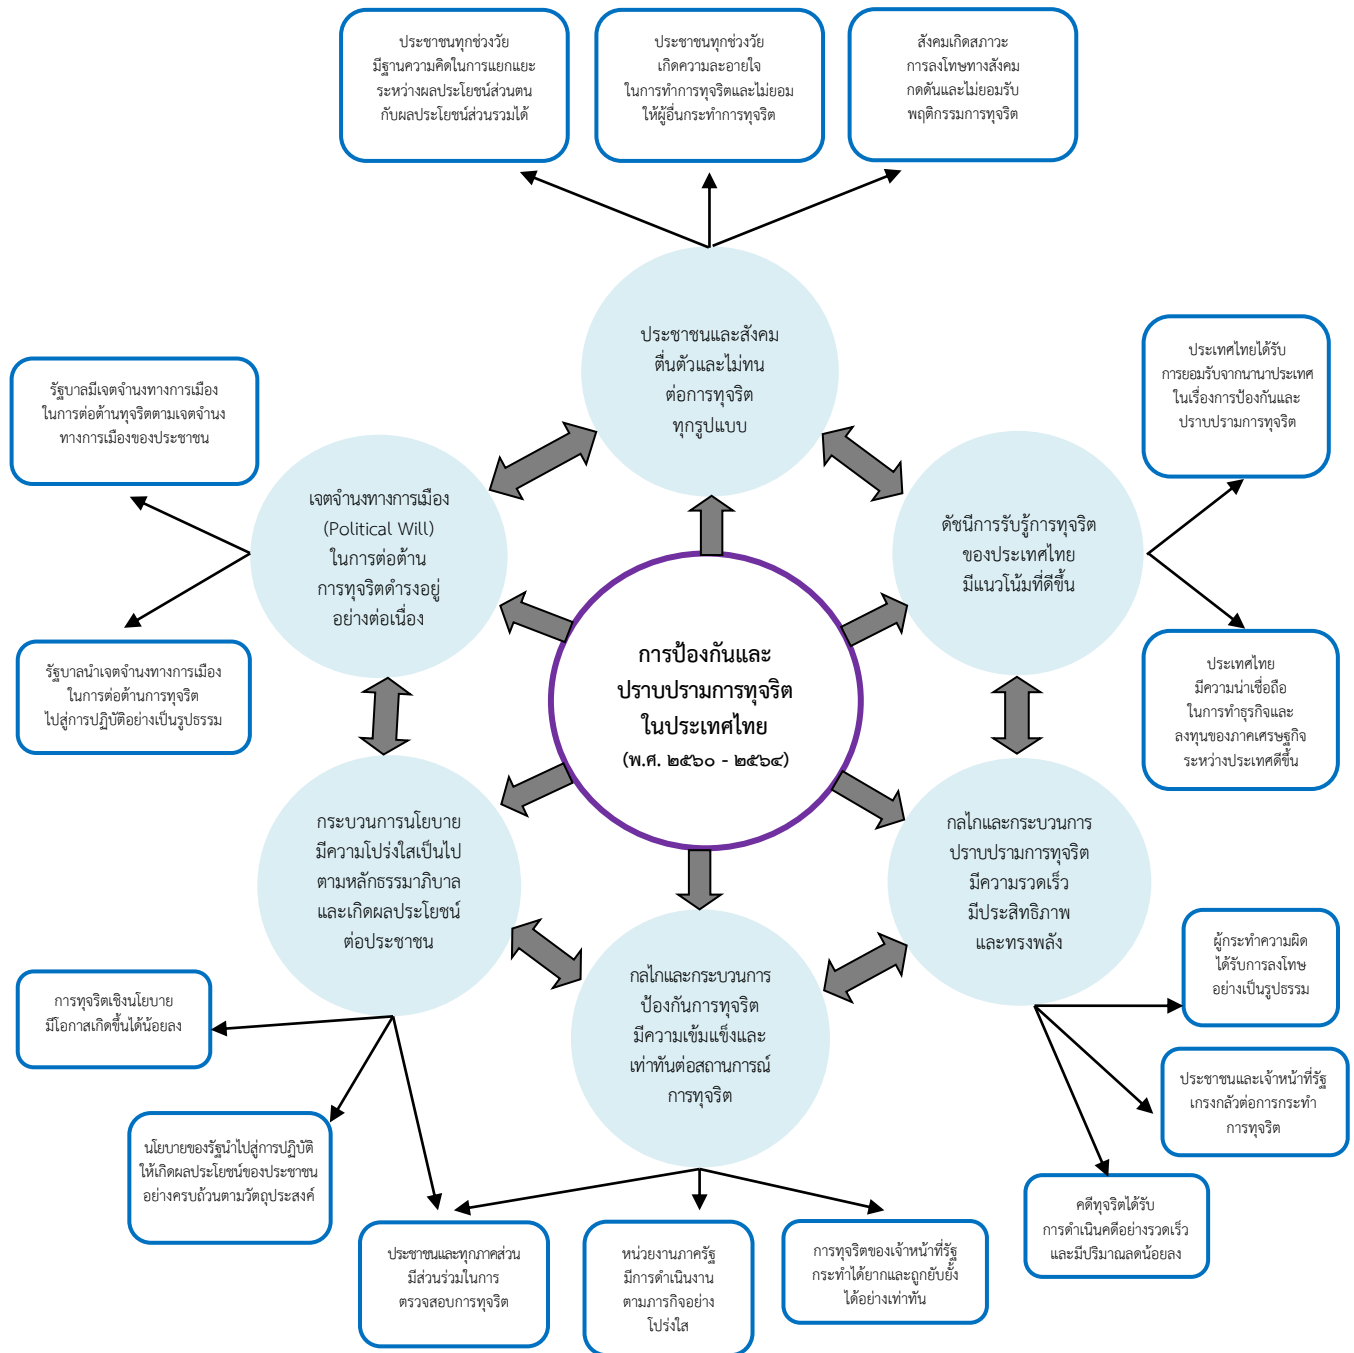 ประชาชนทุกช่วงวัย
มีฐานความคิดในการแยกแยะ
ระหว่างผลประโยชน์ส่วนตน
กับผลประโยชน์ส่วนรวมได้
ประชาชนทุกช่วงวัย
เกิดความละอายใจ
ในการทำการทุจริตและไม่ยอม
ให้ผู้อื่นกระทำการทุจริต
สังคมเกิดสภาวะ
การลงโทษทางสังคม
กดดันและไม่ยอมรับ
พฤติกรรมการทุจริต
ประชาชนและสังคม
ตื่นตัวและไม่ทน
ต่อการทุจริต
ทุกรูปแบบ
ประเทศไทยได้รับ
การยอมรับจากนานาประเทศ
ในเรื่องการป้องกันและ
ปราบปรามการทุจริต
รัฐบาลมีเจตจำนงทางการเมือง
ในการต่อต้านทุจริตตามเจตจำนง
ทางการเมืองของประชาชน
เจตจำนงทางการเมือง
(Political Will)
ในการต่อต้าน
การทุจริตดำรงอยู่
อย่างต่อเนื่อง
ดัชนีการรับรู้การทุจริต
ของประเทศไทย
มีแนวโน้มที่ดีขึ้น
รัฐบาลนำเจตจำนงทางการเมือง
ในการต่อต้านการทุจริต
ไปสู่การปฏิบัติอย่างเป็นรูปธรรม
การป้องกันและ
ปราบปรามการทุจริต
ในประเทศไทย
(พ.ศ. ๒๕๖๐ - ๒๕๖๔)
ประเทศไทย
มีความน่าเชื่อถือ
ในการทำธุรกิจและ
ลงทุนของภาคเศรษฐกิจ
ระหว่างประเทศดีขึ้น
กระบวนการนโยบาย
มีความโปร่งใสเป็นไป
ตามหลักธรรมาภิบาล
และเกิดผลประโยชน์
ต่อประชาชน
กลไกและกระบวนการ
ปราบปรามการทุจริต
มีความรวดเร็ว
มีประสิทธิภาพ
และทรงพลัง
กลไกและกระบวนการ
ป้องกันการทุจริต
มีความเข้มแข็งและ
เท่าทันต่อสถานการณ์
การทุจริต
ผู้กระทำความผิด
ได้รับการลงโทษ
อย่างเป็นรูปธรรม
การทุจริตเชิงนโยบาย
มีโอกาสเกิดขึ้นได้น้อยลง
ประชาชนและเจ้าหน้าที่รัฐ
เกรงกลัวต่อการกระทำ
การทุจริต
นโยบายของรัฐนำไปสู่การปฏิบัติ
ให้เกิดผลประโยชน์ของประชาชน
อย่างครบถ้วนตามวัตถุประสงค์
คดีทุจริตได้รับ
การดำเนินคดีอย่างรวดเร็ว
และมีปริมาณลดน้อยลง
ประชาชนและทุกภาคส่วน
มีส่วนร่วมในการ
ตรวจสอบการทุจริต
หน่วยงานภาครัฐ
มีการดำเนินงาน
ตามภารกิจอย่าง
โปร่งใส
การทุจริตของเจ้าหน้าที่รัฐ
กระทำได้ยากและถูกยับยั้ง
ได้อย่างเท่าทัน